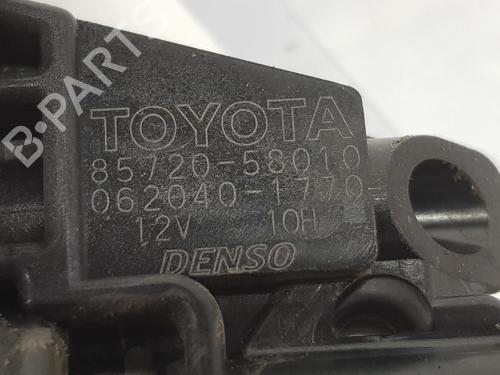 B-PARTS
TOYOTA
85720-58010
062040-1770
12V 10H
DENSO